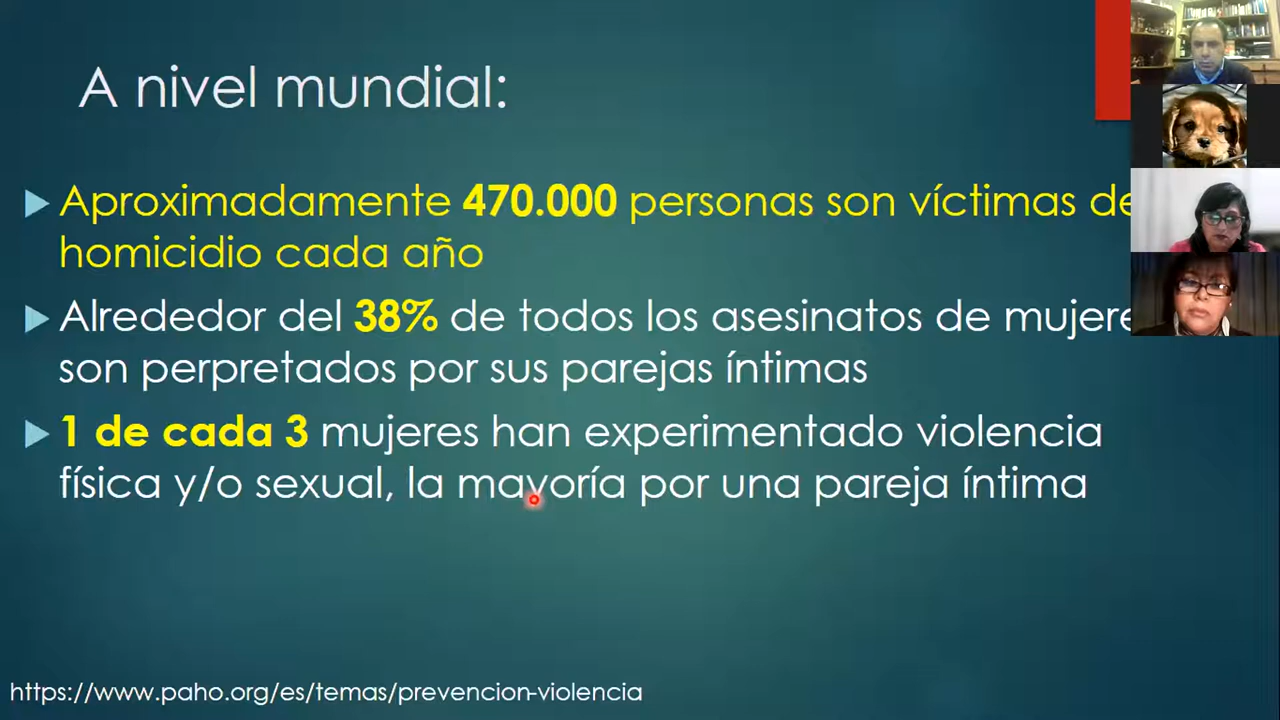 A nivel mundial:
Aproximadamente 470.000 personas son víctimas de
homicidio cada año
Alrededor del 38% de todos los asesinatos de mujere
son perpretados por sus parejas íntimas
1 de cada 3 mujeres han experimentado violencia
física y/o sexual, la mayoría por una pareja íntima
https://www.paho.org/es/temas/prevencion-violencia